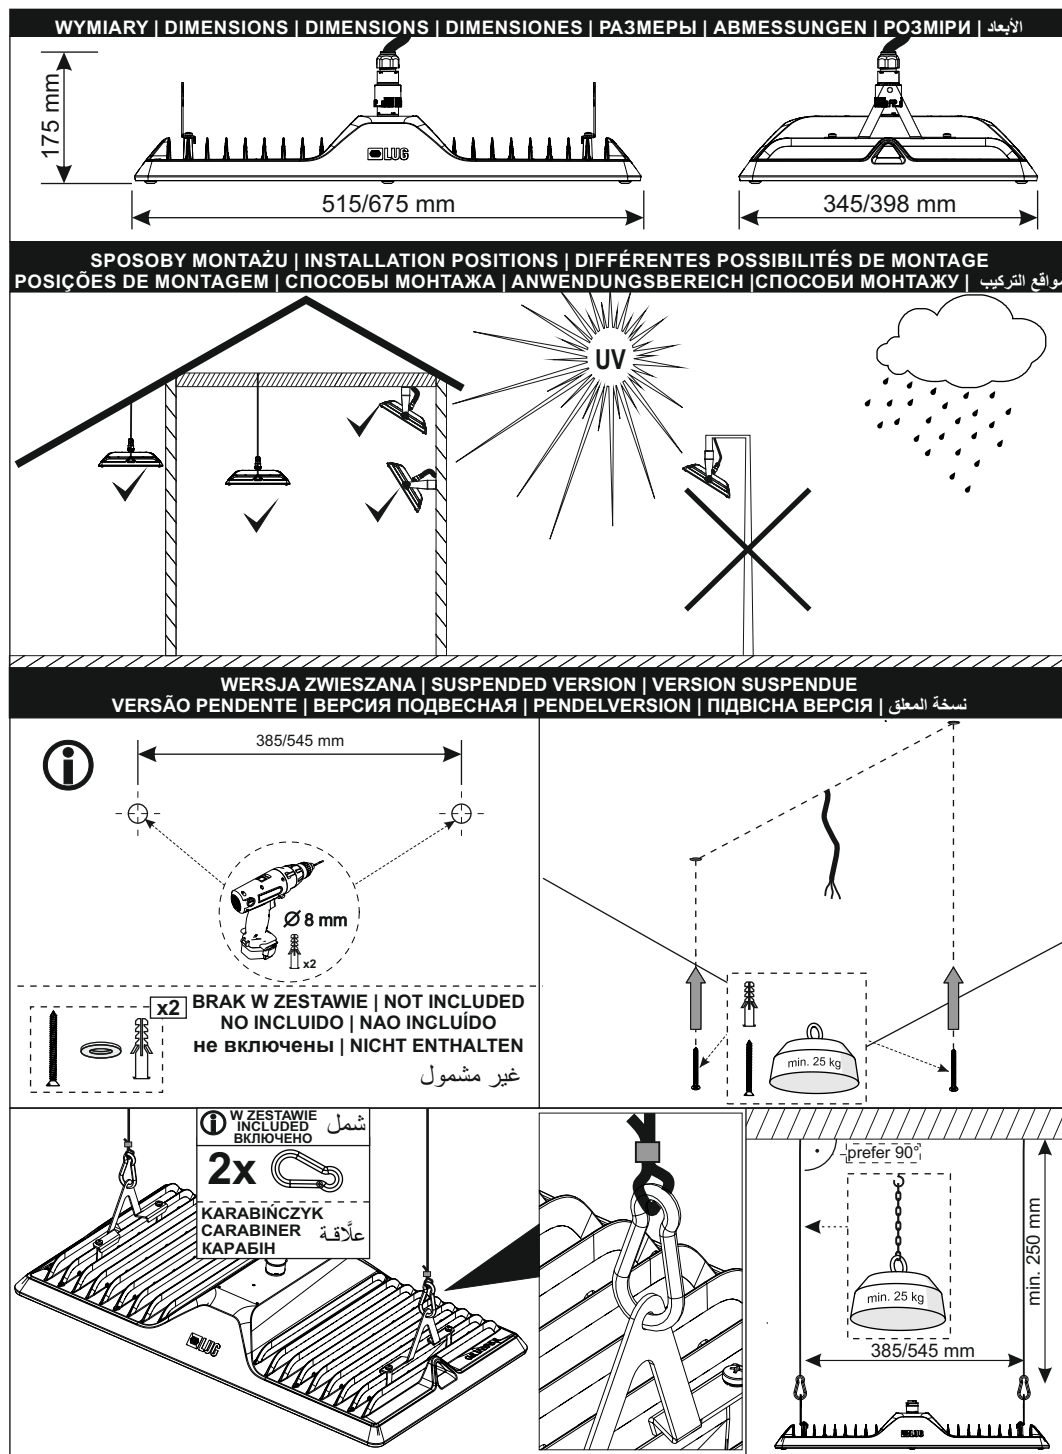 WYMIARY | DIMENSIONS | DIMENSIONS | DIMENSIONES | РАЗМЕРЫ | ABMESSUNGEN | РОЗМІРИ | الأبعاد
175 mm
LUG
515/675 mm
345/398 mm
SPOSOBY MONTAŻU | INSTALLATION POSITIONS | DIFFÉRENTES POSSIBILITÉS DE MONTAGE
POSIÇÕES DE MONTAGEM | СПОСОБЫ МОНТАЖА | ANWENDUNGSBEREICH |СПОСОБИ МОНТАЖУ | مواقع التركيب
UV
WERSJA ZWIESZANA | SUSPENDED VERSION | VERSION SUSPENDUE
VERSÃO PENDENTE | ВЕРСИЯ ПОДВЕСНАЯ | PENDELVERSION | ПІДВІСНА ВЕРСІЯ | نسخة المعلق
385/545 mm
Ø 8 mm
x2
x2
BRAK W ZESTAWIE | NOT INCLUDED
NO INCLUIDO | NAO INCLUÍDO
не включены | NICHT ENTHALTEN
غير مشمول
min. 25 kg
W ZESTAWIE
INCLUDED
ВКЛЮЧЕНО
شمل
2x
KARABIŃCZYK
CARABINER
КАРАБІН
علَّاقة
LUG
prefer 90°
min. 250 mm
min. 25 kg
385/545 mm
LUG